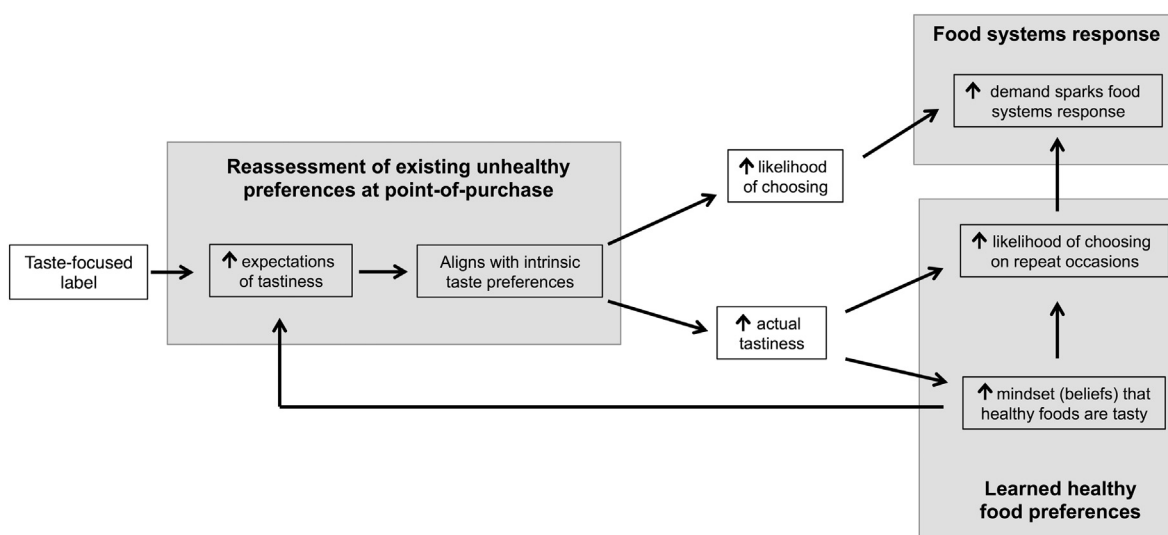 Food systems response
↑ demand sparks food
systems response
Reassessment of existing unhealthy
preferences at point-of-purchase
↑ likelihood
of choosing
Taste-focused
label
↑ expectations
of tastiness
Aligns with intrinsic
taste preferences
↑ likelihood of choosing
on repeat occasions
↑ actual
tastiness
↑ mindset (beliefs) that
healthy foods are tasty
Learned healthy
food preferences